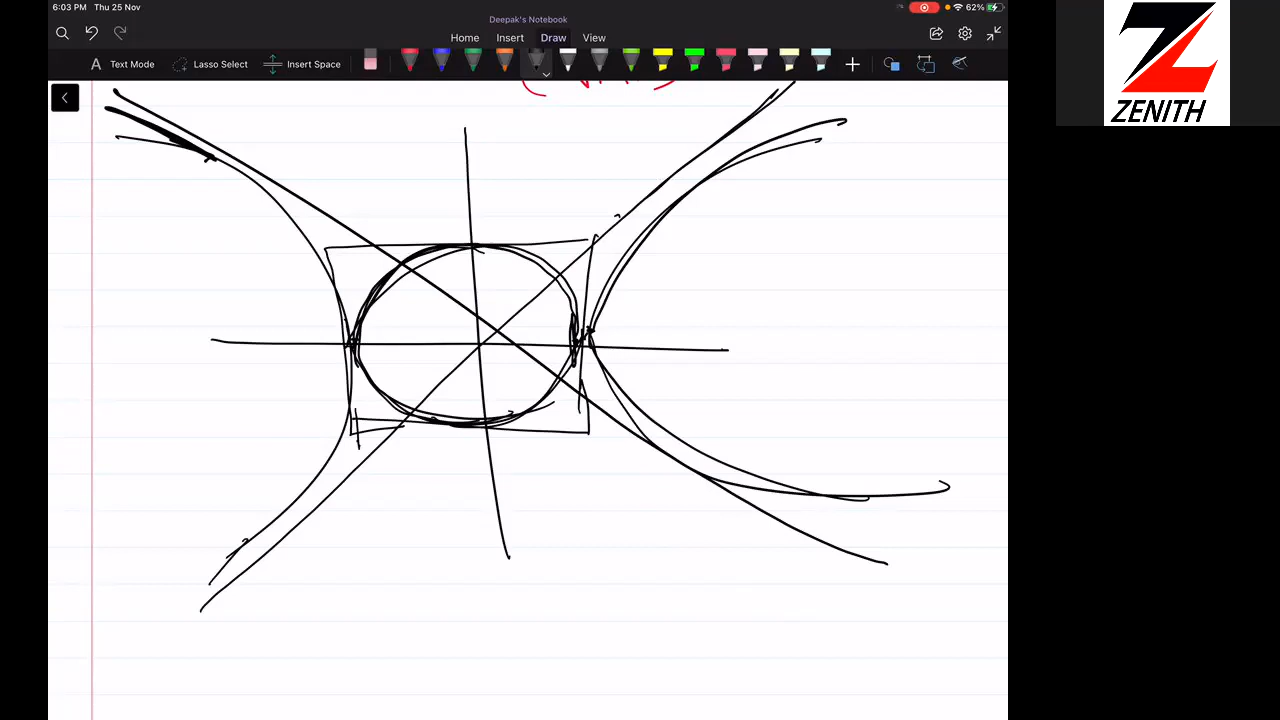 6:03 PM Thu 25 Nov
62%
Deepak's Notebook
Home Insert Draw View
A Text Mode Lasso Select Insert Space
ZENITH